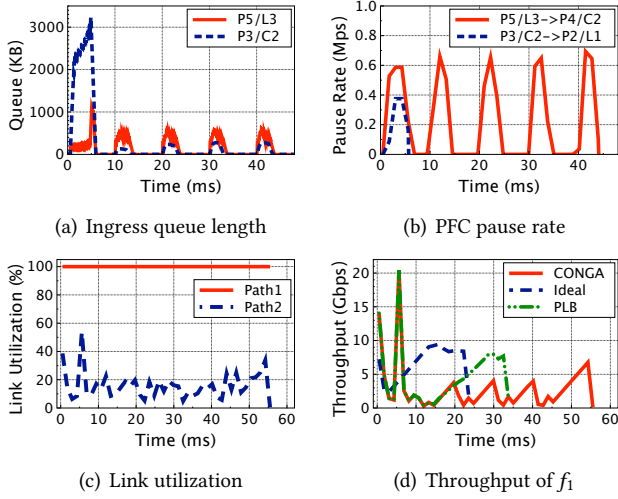 P5/L3
P3/C2
Queue (KB)
3000
2000
1000
0
0 10 20 30 40
Time (ms)
(a) Ingress queue length
P5/L3->P4/C2
P3/C2->P2/L1
Pause Rate (Mps)
1.0
0.8
0.6
0.4
0.2
0.0
0 10 20 30 40
Time (ms)
(b) PFC pause rate
Path1
Path2
Link Utilization (%)
100
80
60
40
20
0
0 10 20 30 40 50 60
Time (ms)
(c) Link utilization
CONGA
Ideal
PLB
Throughput (Gbps)
20
15
10
5
0
0 10 20 30 40 50 60
Time (ms)
(d) Throughput of f₁